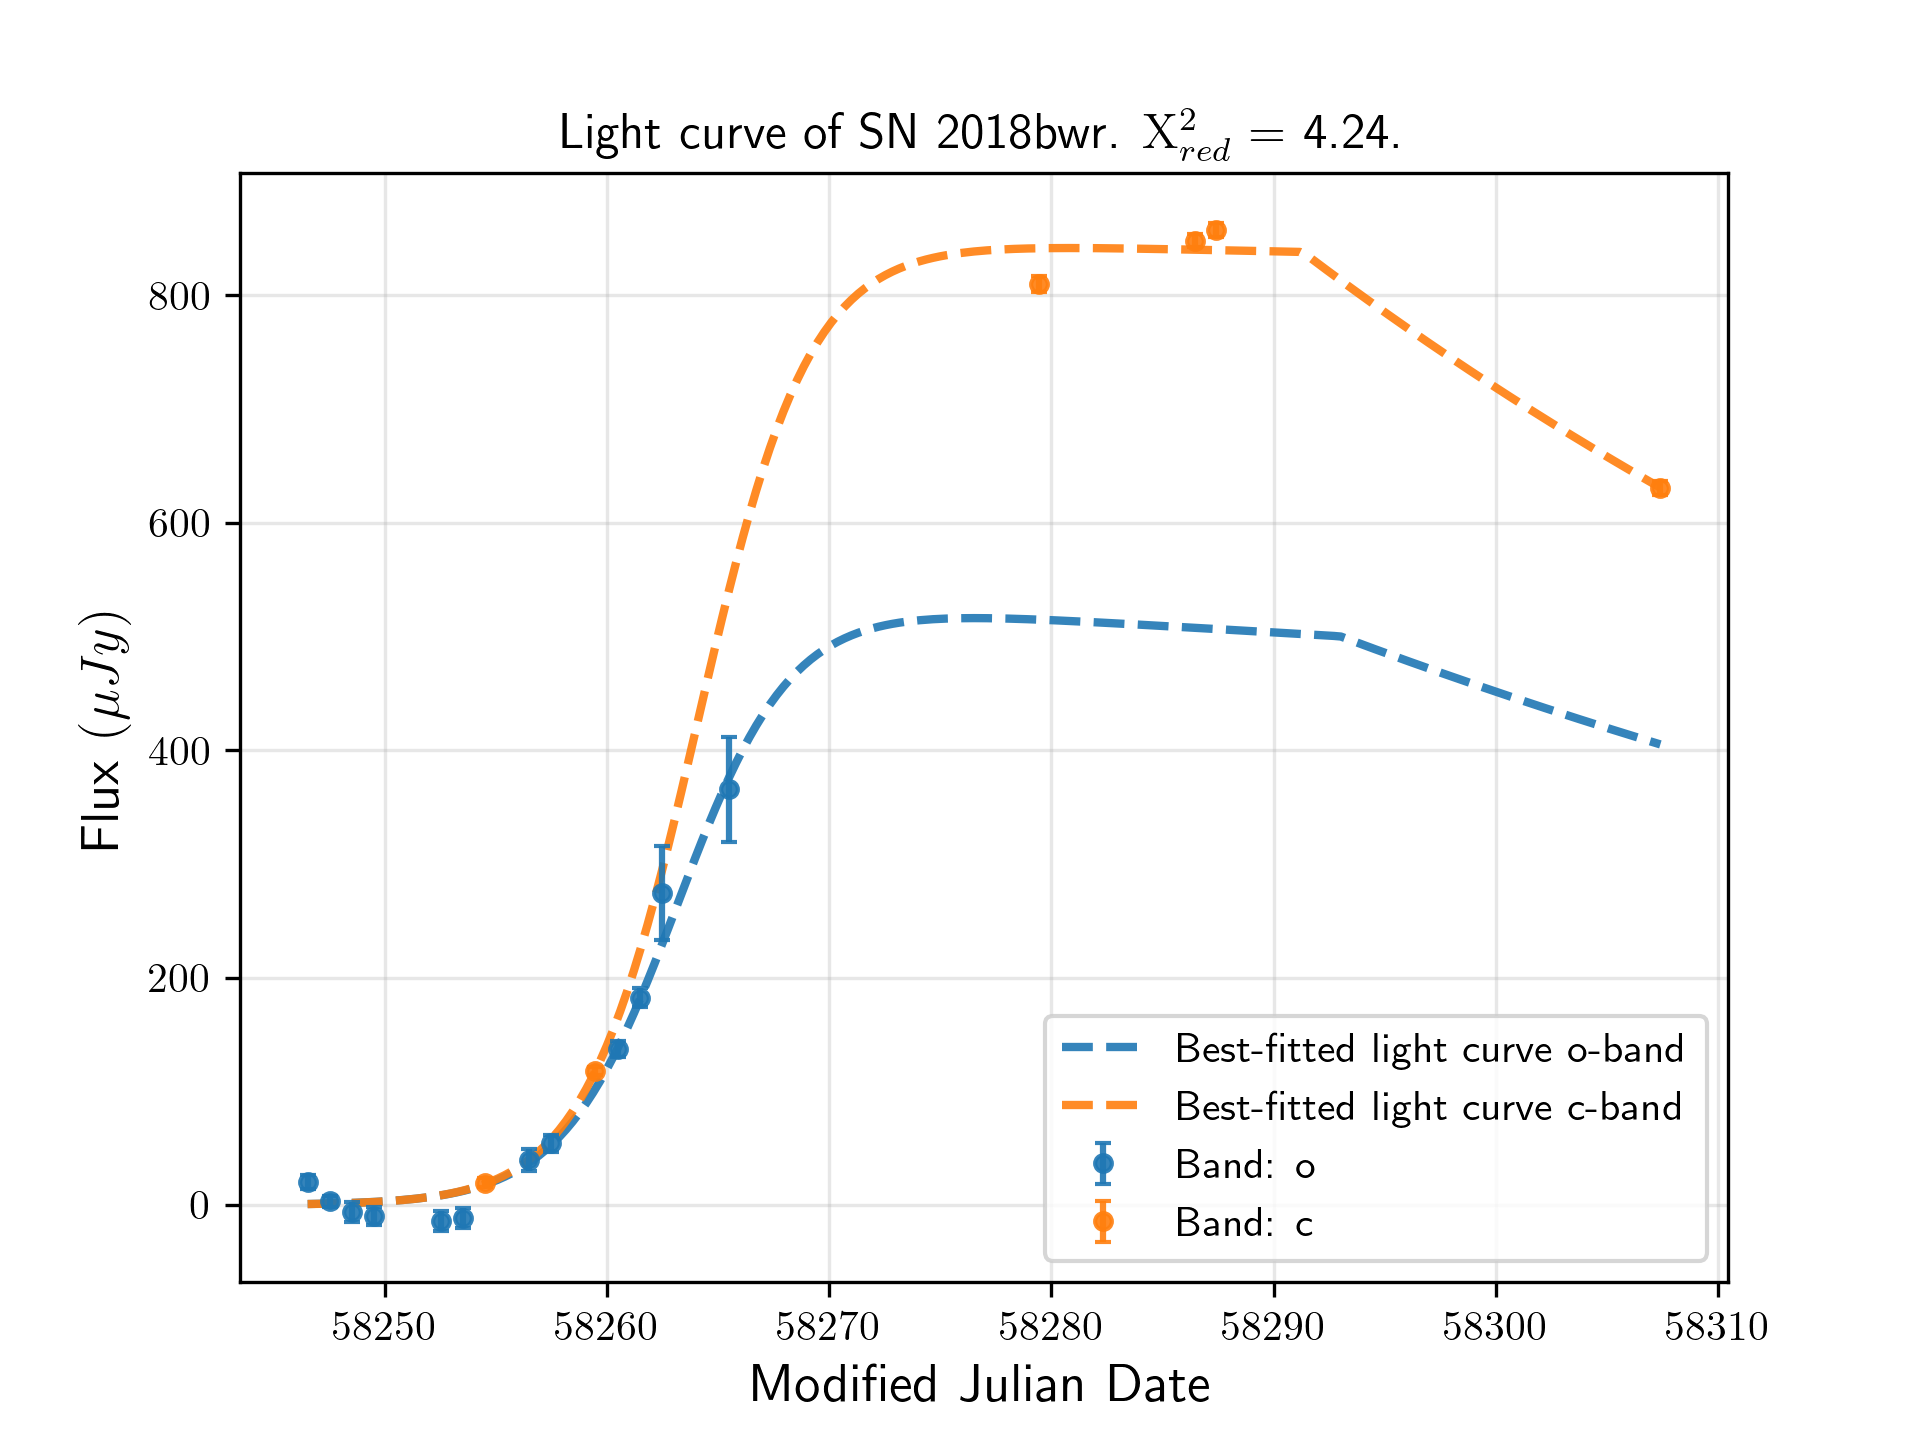 Light curve of SN 2018bwr. X²red = 4.24.
Flux (μJy)
800
600
400
200
0
Best-fitted light curve o-band
Best-fitted light curve c-band
Band: o
Band: c
58250 58260 58270 58280 58290 58300 58310
Modified Julian Date